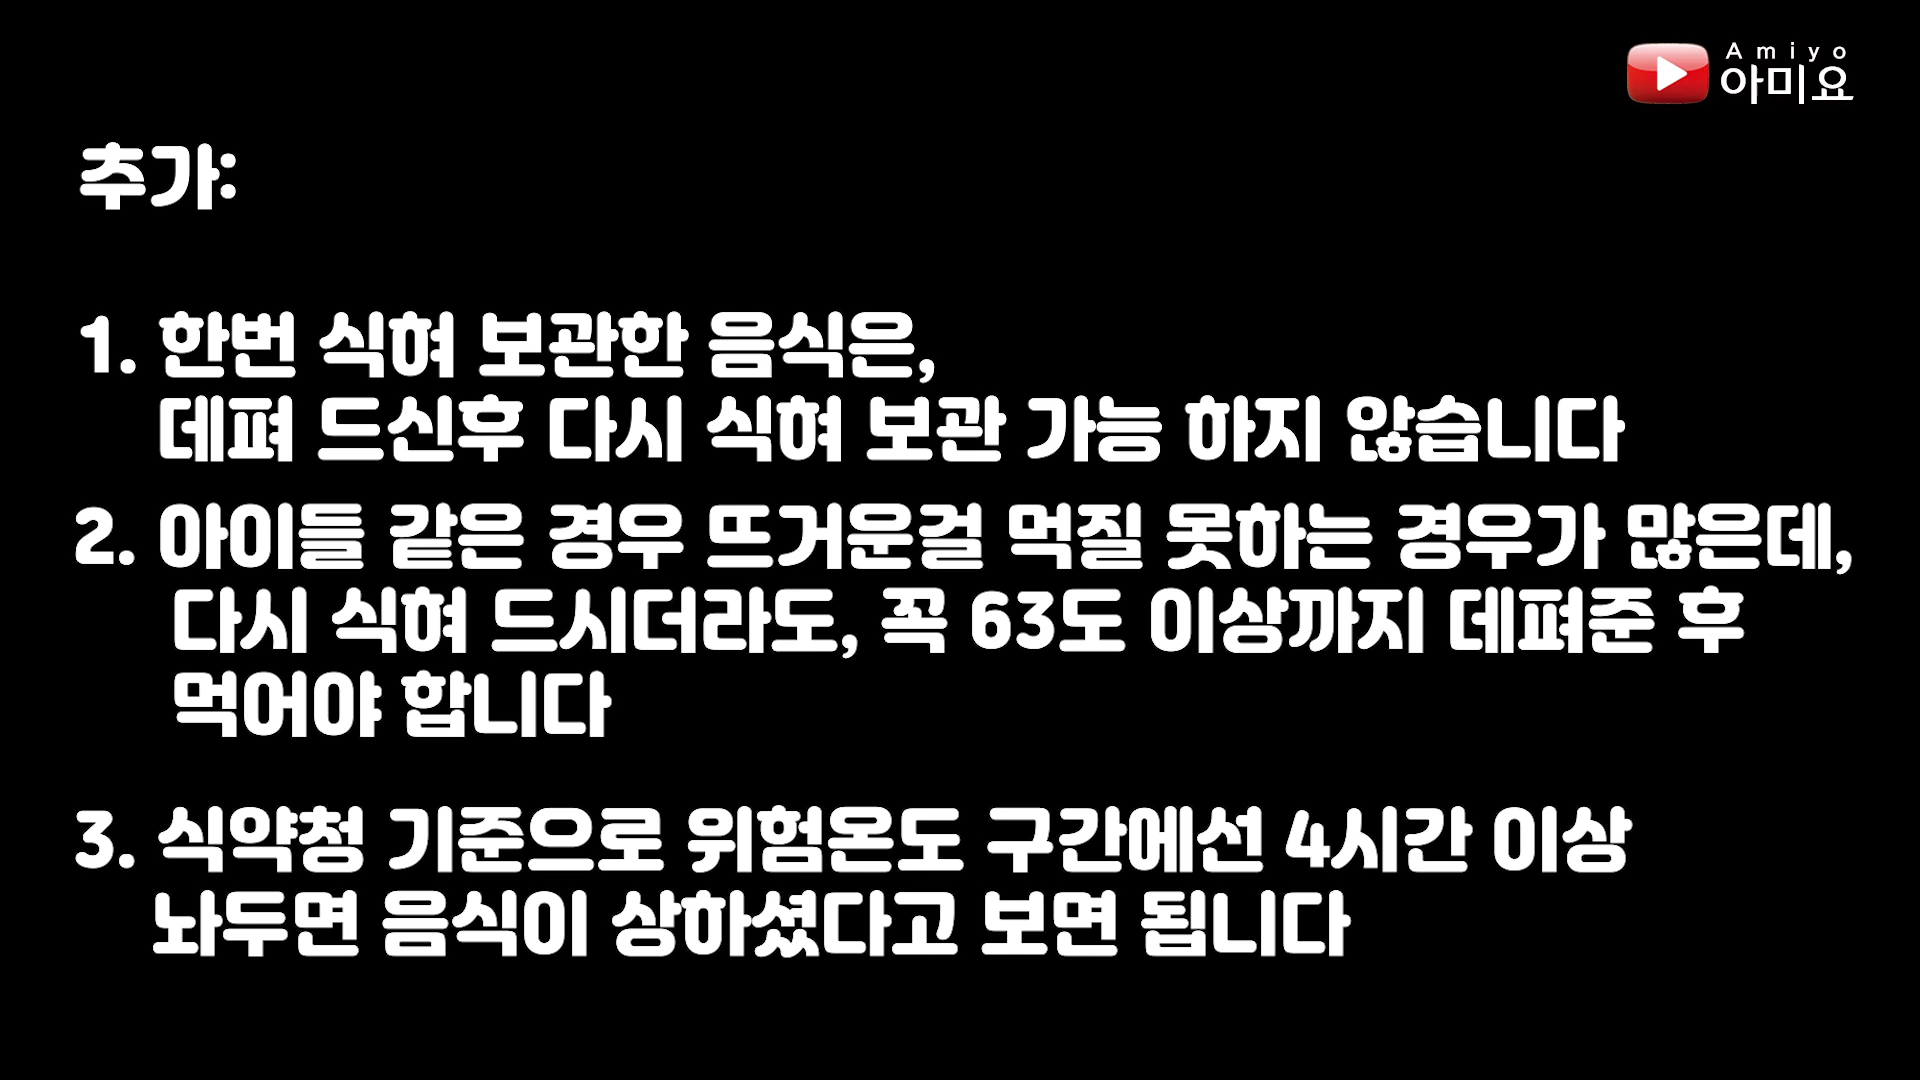 Amiyo
아미요
추가:
1. 한번 식혀 보관한 음식은,
데펴 드신후 다시 식혀 보관 가능 하지 않습니다
2. 아이들 같은 경우 뜨거운걸 먹질 못하는 경우가 많은데,
다시 식혀 드시더라도, 꼭 63도 이상까지 데펴준 후
먹어야 합니다
3. 식약청 기준으로 위험온도 구간에선 4시간 이상
놔두면 음식이 상하셨다고 보면 됩니다